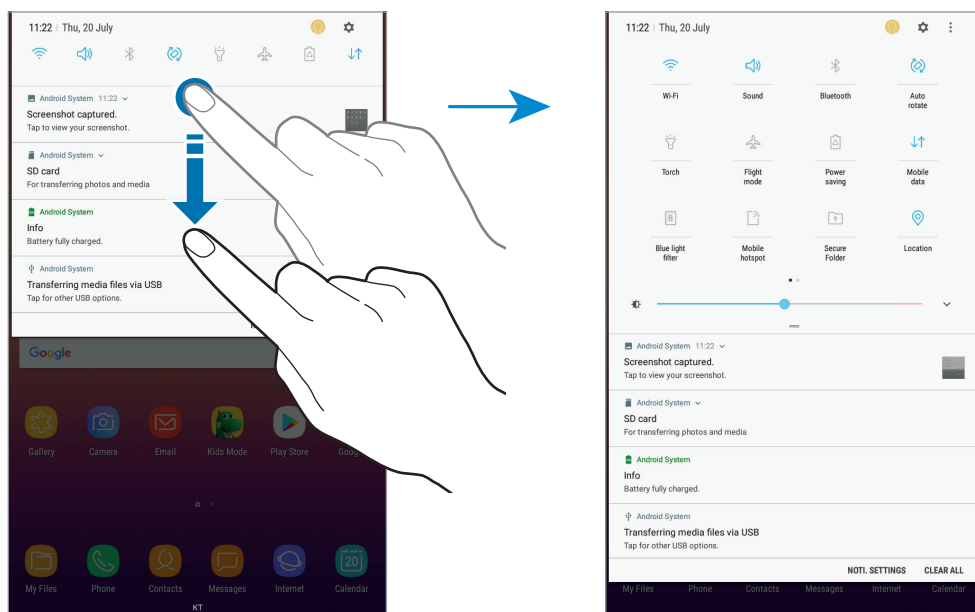 11:22 | Thu, 20 July
Android System 11:22
Screenshot captured.
Tap to view your screenshot.
Android System
SD card
For transferring photos and media
Android System
Info
Battery fully charged.
Android System
Transferring media files via USB
Tap for other USB options.
Google
Gallery Camera Email Kids Mode Play Store Goog
20
My Files Phone Contacts Messages Internet Calendar
KT
11:22 | Thu, 20 July
Wi-Fi Sound Bluetooth Auto
rotate
Torch Flight Power Mobile
mode saving data
B
Blue light Mobile Secure Location
filter hotspot Folder
Android System 11:22
Screenshot captured.
Tap to view your screenshot.
Android System
SD card
For transferring photos and media
Android System
Info
Battery fully charged.
Android System
Transferring media files via USB
Tap for other USB options.
NOTI. SETTINGS CLEAR ALL
My Files Phone Contacts Messages Internet Calendar